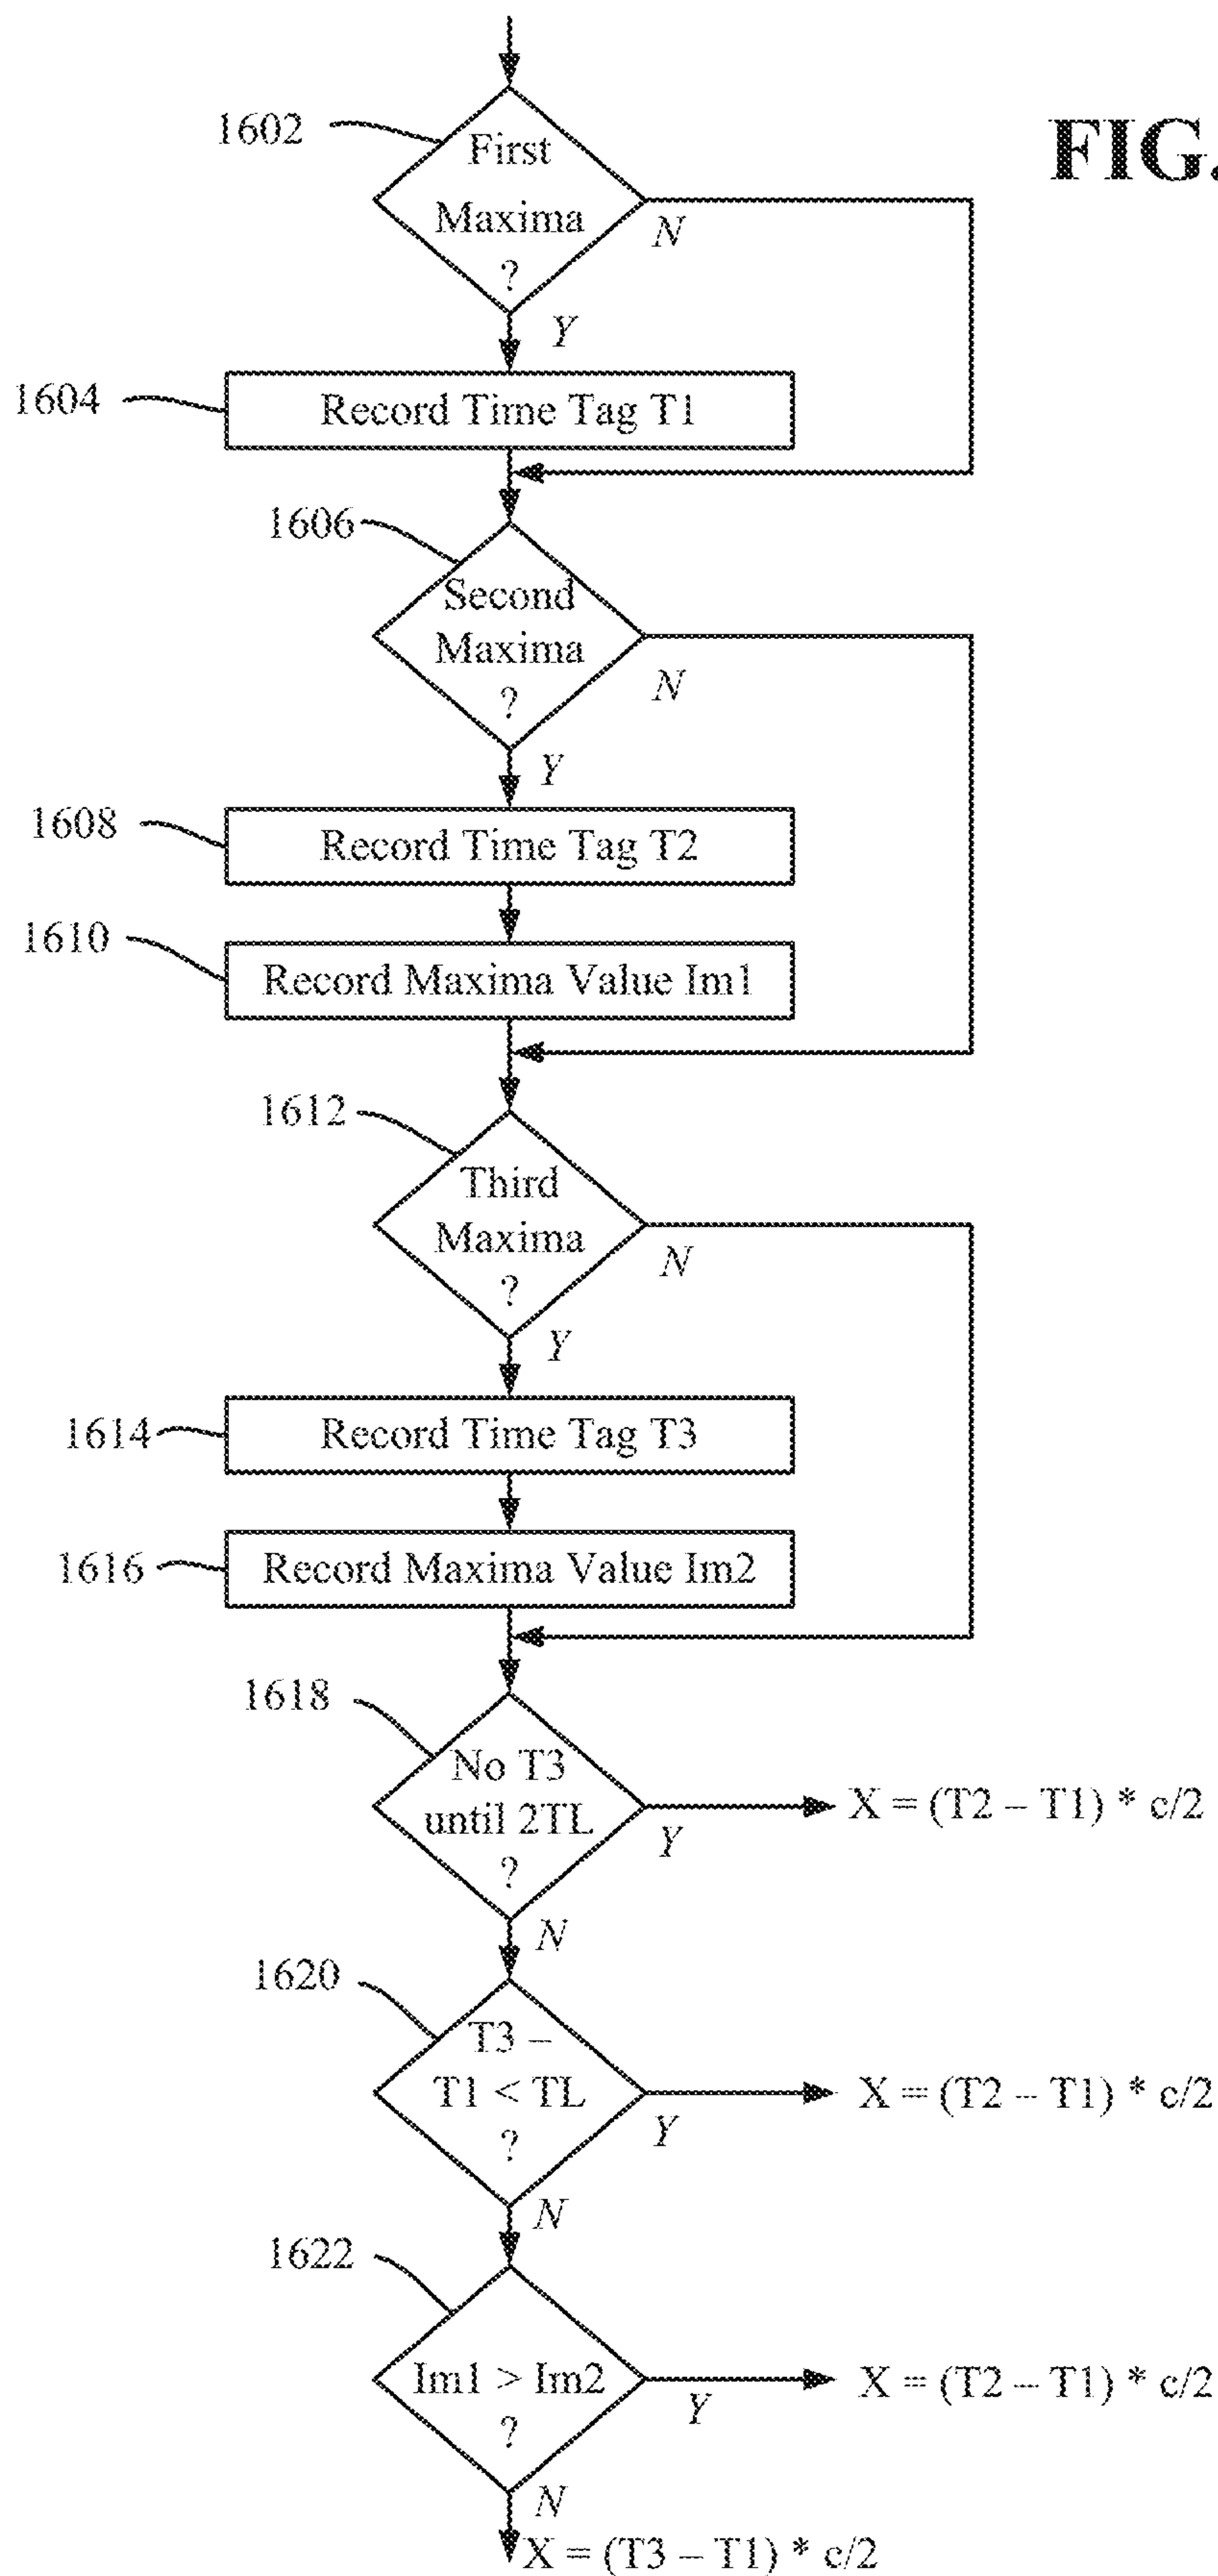 FIG.
1602
First
Maxima
?
N
Y
1604
Record Time Tag T1
1606
Second
Maxima
?
N
Y
1608
Record Time Tag T2
1610
Record Maxima Value Im1
1612
Third
Maxima
?
N
Y
1614
Record Time Tag T3
1616
Record Maxima Value Im2
1618
No T3
until 2TL
?
Y
X = (T2 – T1) * c/2
N
1620
T3 –
T1 < TL
?
Y
X = (T2 – T1) * c/2
N
1622
Im1 > Im2
?
Y
X = (T2 – T1) * c/2
N
X = (T3 – T1) * c/2